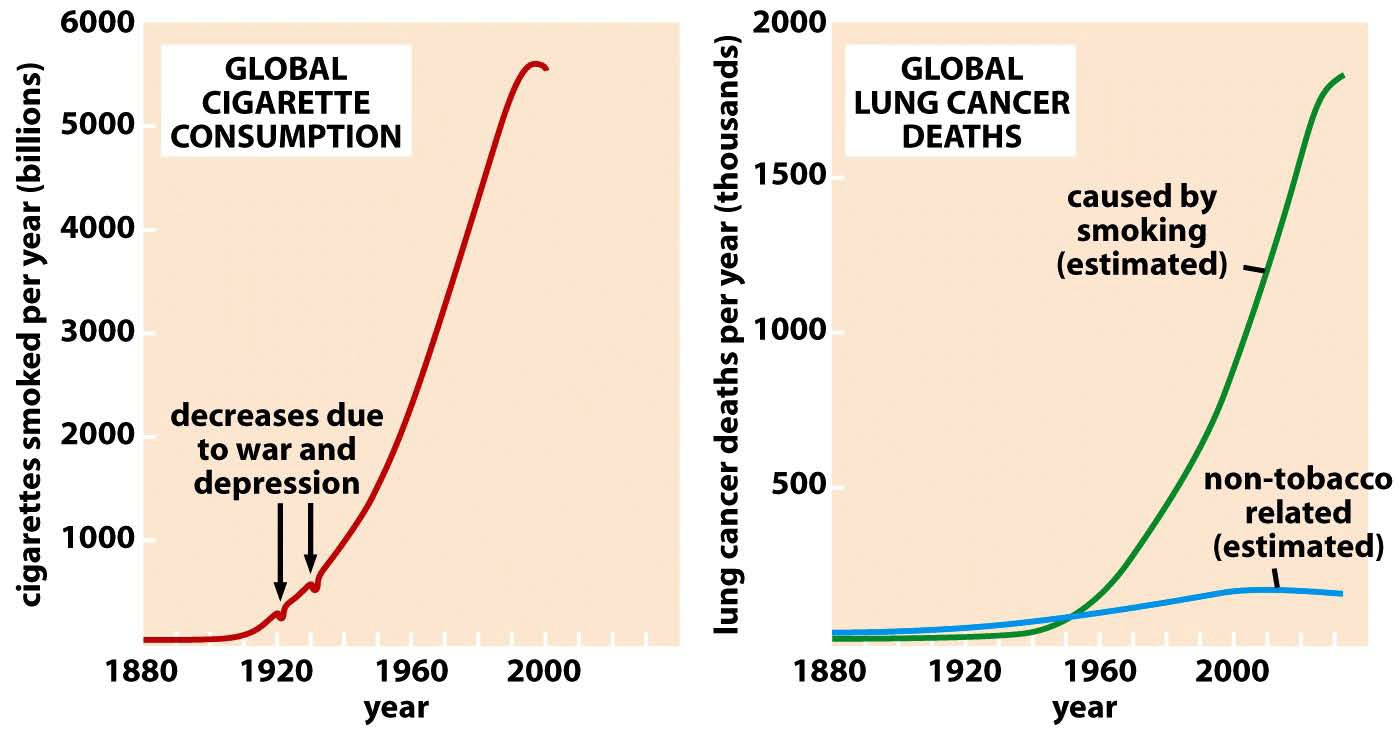 GLOBAL
CIGARETTE
CONSUMPTION
cigarettes smoked per year (billions)
6000
5000
4000
3000
2000
1000
decreases due
to war and
depression
1880
1920
1960
2000
year
GLOBAL
LUNG CANCER
DEATHS
lung cancer deaths per year (thousands)
2000
1500
1000
500
caused by
smoking
(estimated)
non-tobacco
related
(estimated)
1880
1920
1960
2000
year